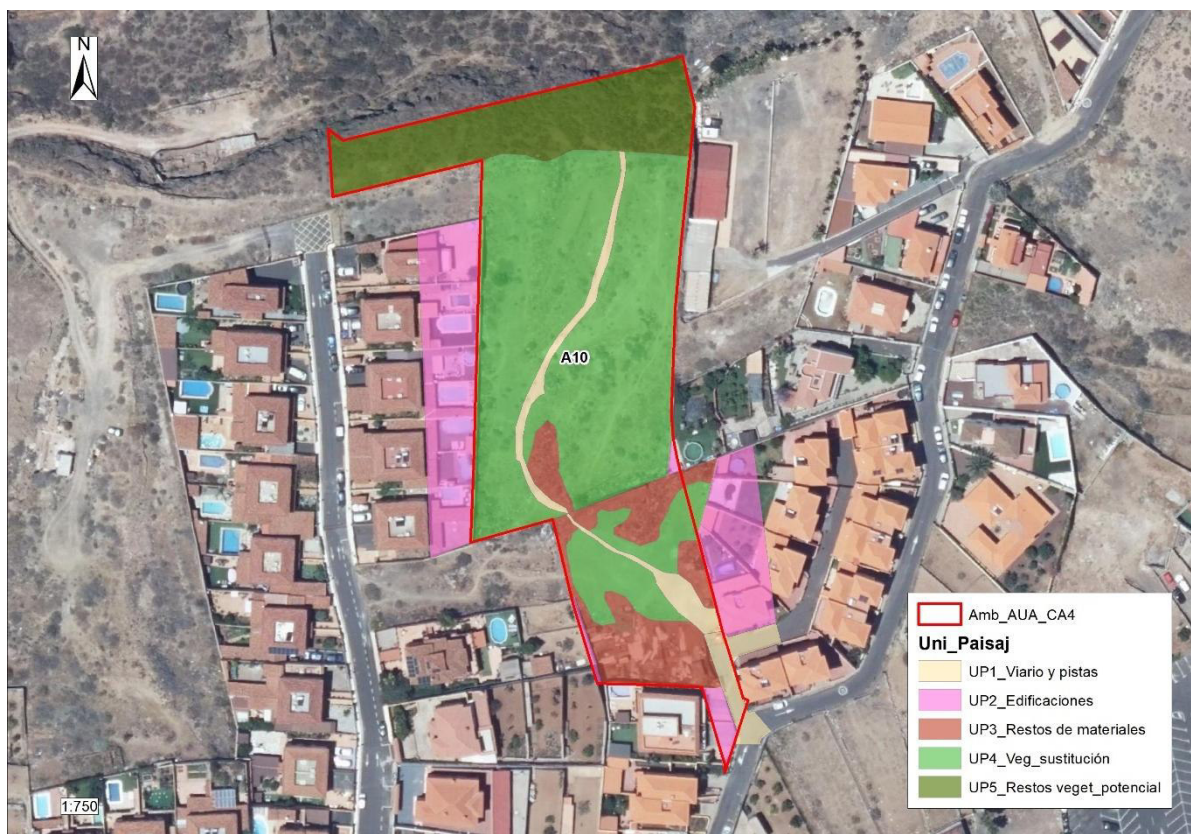 N
A10
Amb_AUA_CA4
Uni_Paisaj
UP1_Viario y pistas
UP2_Edificaciones
UP3_Restos de materiales
UP4_Veg_sustitución
UP5_Restos veget_potencial
1:750